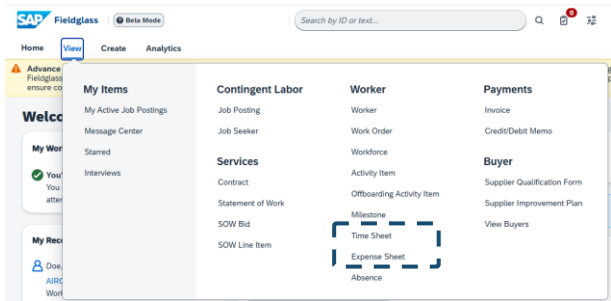 SAP Fieldglass Beta Mode Search by ID or text... 0
Home View Create Analytics
Advance
Fieldglass
ensure co
Welco
My Wor
You'
You
atter
My Rec
Doe,
AIRC
Work
My Items
My Active Job Postings
Message Center
Starred
Interviews
Contingent Labor
Job Posting
Job Seeker
Services
Contract
Statement of Work
SOW Bid
SOW Line Item
Worker
Worker
Work Order
Workforce
Activity Item
Offboarding Activity Item
Milestone
Time Sheet
Expense Sheet
Absence
Payments
Invoice
Credit/Debit Memo
Buyer
Supplier Qualification Form
Supplier Improvement Plan
View Buyers